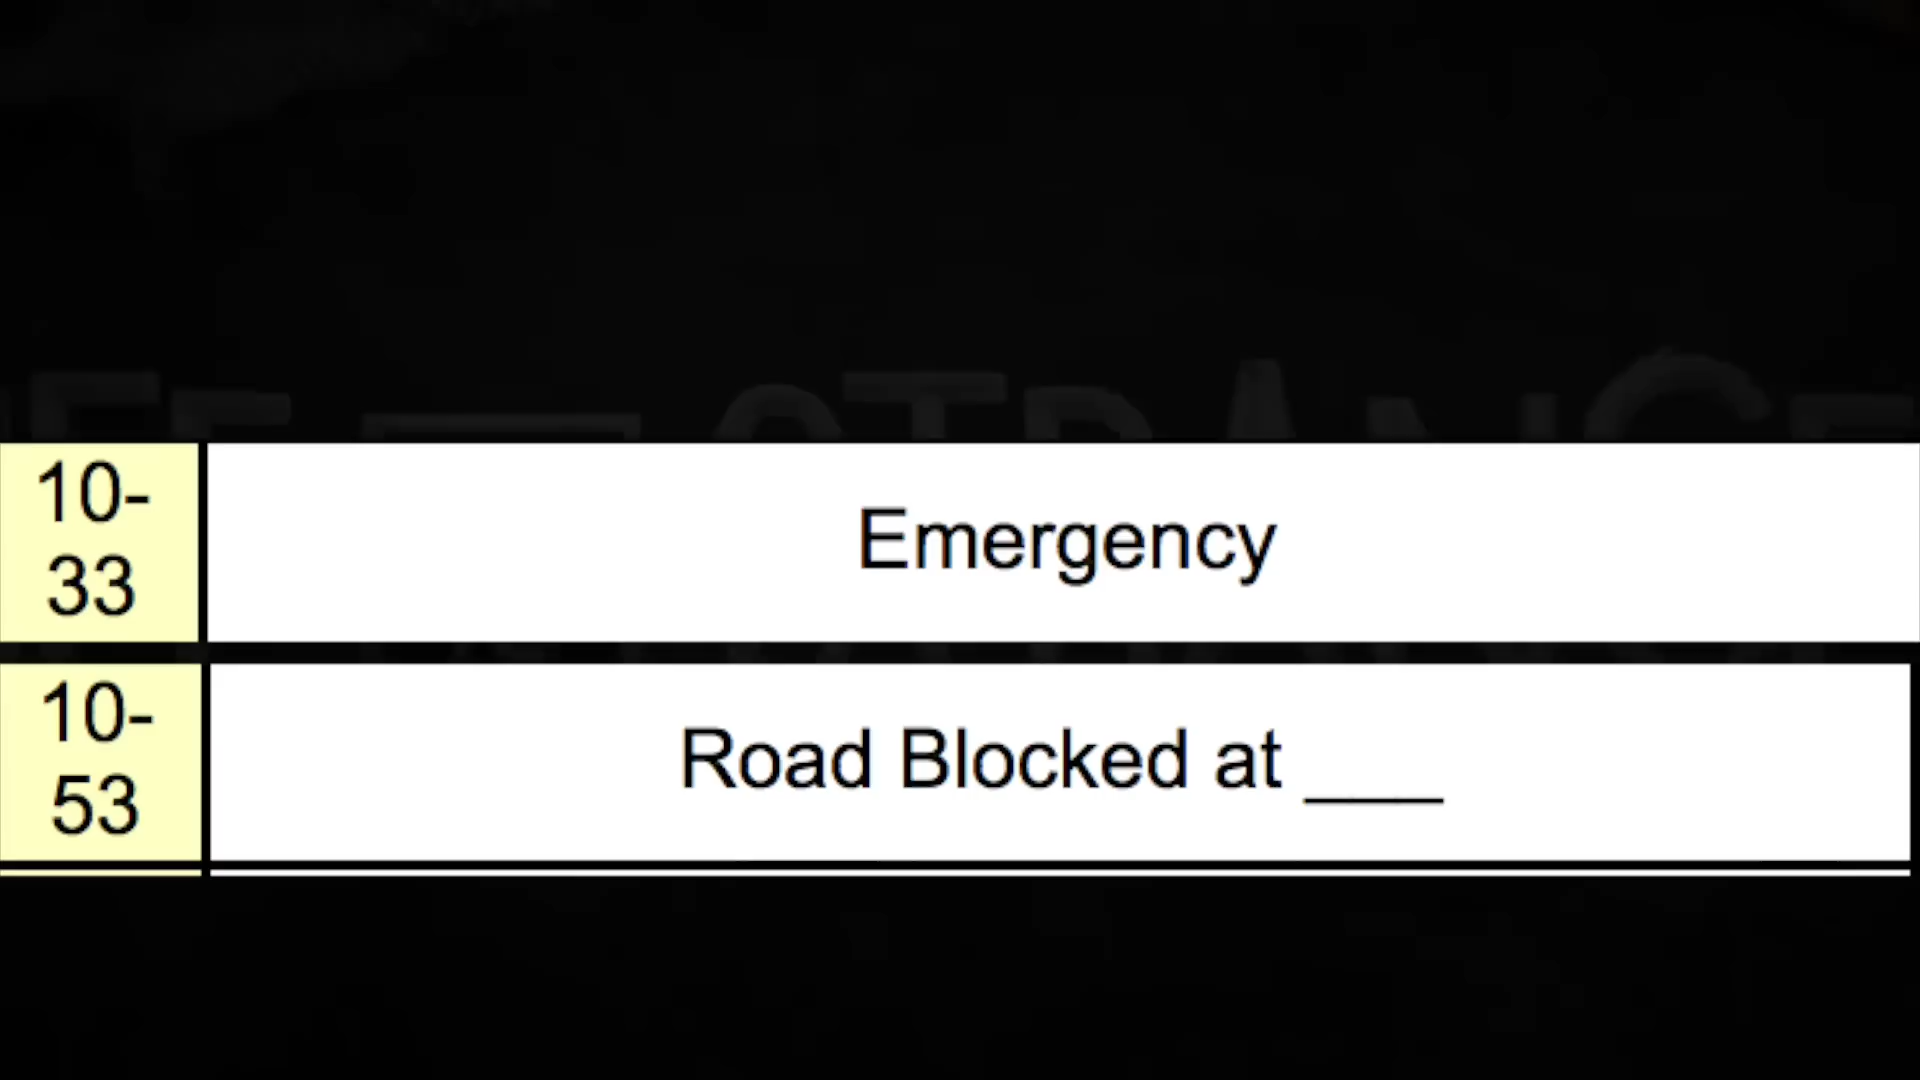 10-
33
Emergency
10-
53
Road Blocked at ___